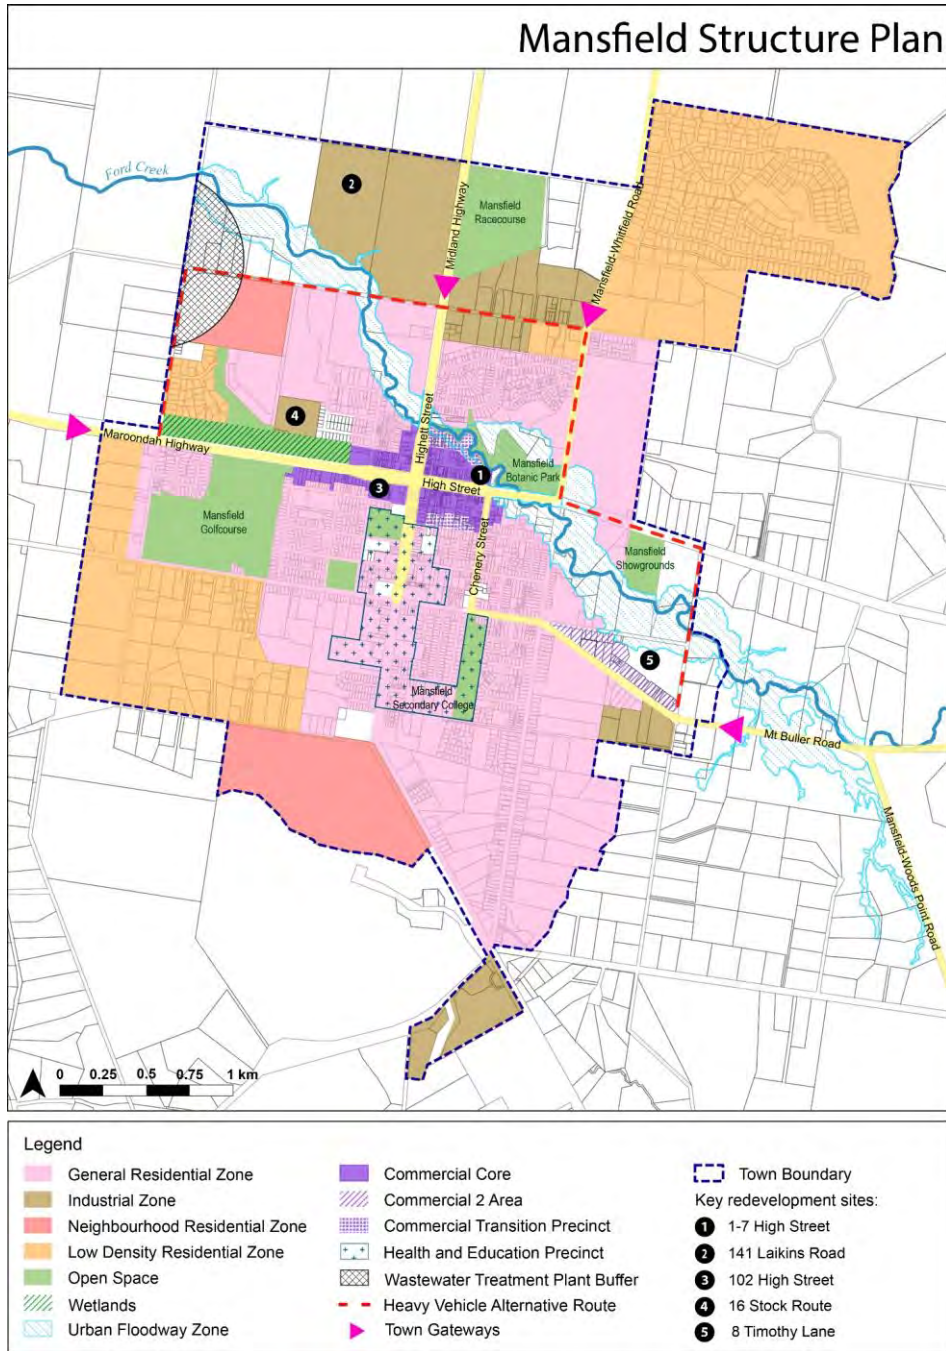 Mansfield Structure Plan
Ford Creek
2
Midland Highway
Mansfield
Racecourse
Mansfield-Whitfield Road
4
Maroondah Highway
Highett Street
1
Mansfield
Botanic Park
3
High Street
Mansfield
Golfcourse
Chenery Street
Mansfield
Showgrounds
5
Mansfield
Secondary College
Mt Buller Road
Mansfield-Woods Point Road
0 0.25 0.5 0.75 1 km
Legend
General Residential Zone
Industrial Zone
Neighbourhood Residential Zone
Low Density Residential Zone
Open Space
Wetlands
Urban Floodway Zone
Commercial Core
Commercial 2 Area
Commercial Transition Precinct
Health and Education Precinct
Wastewater Treatment Plant Buffer
Heavy Vehicle Alternative Route
Town Gateways
Town Boundary
Key redevelopment sites:
1 1-7 High Street
2 141 Laikins Road
3 102 High Street
4 16 Stock Route
5 8 Timothy Lane